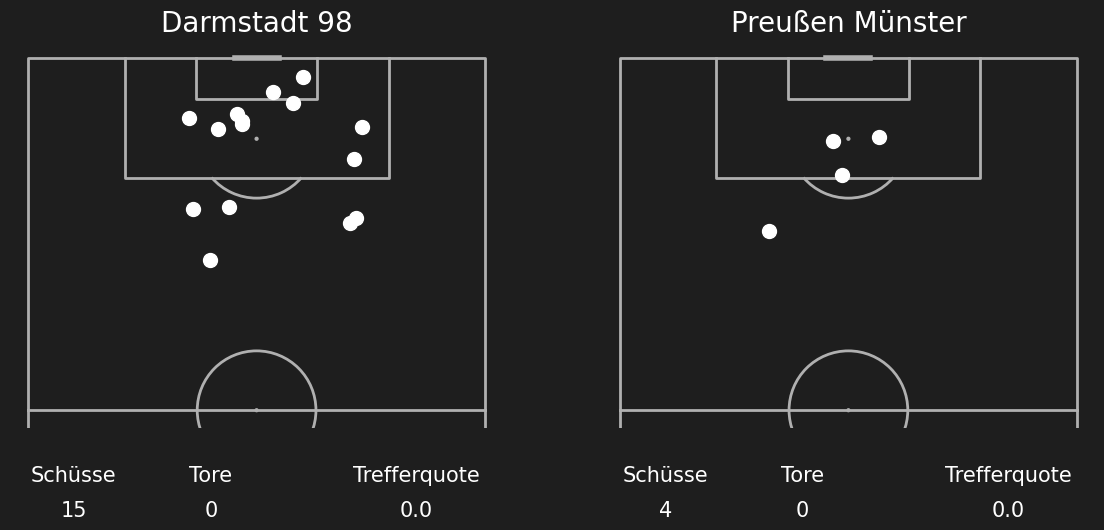 Darmstadt 98
Schüsse Tore Trefferquote
15 0 0.0
Preußen Münster
Schüsse Tore Trefferquote
4 0 0.0